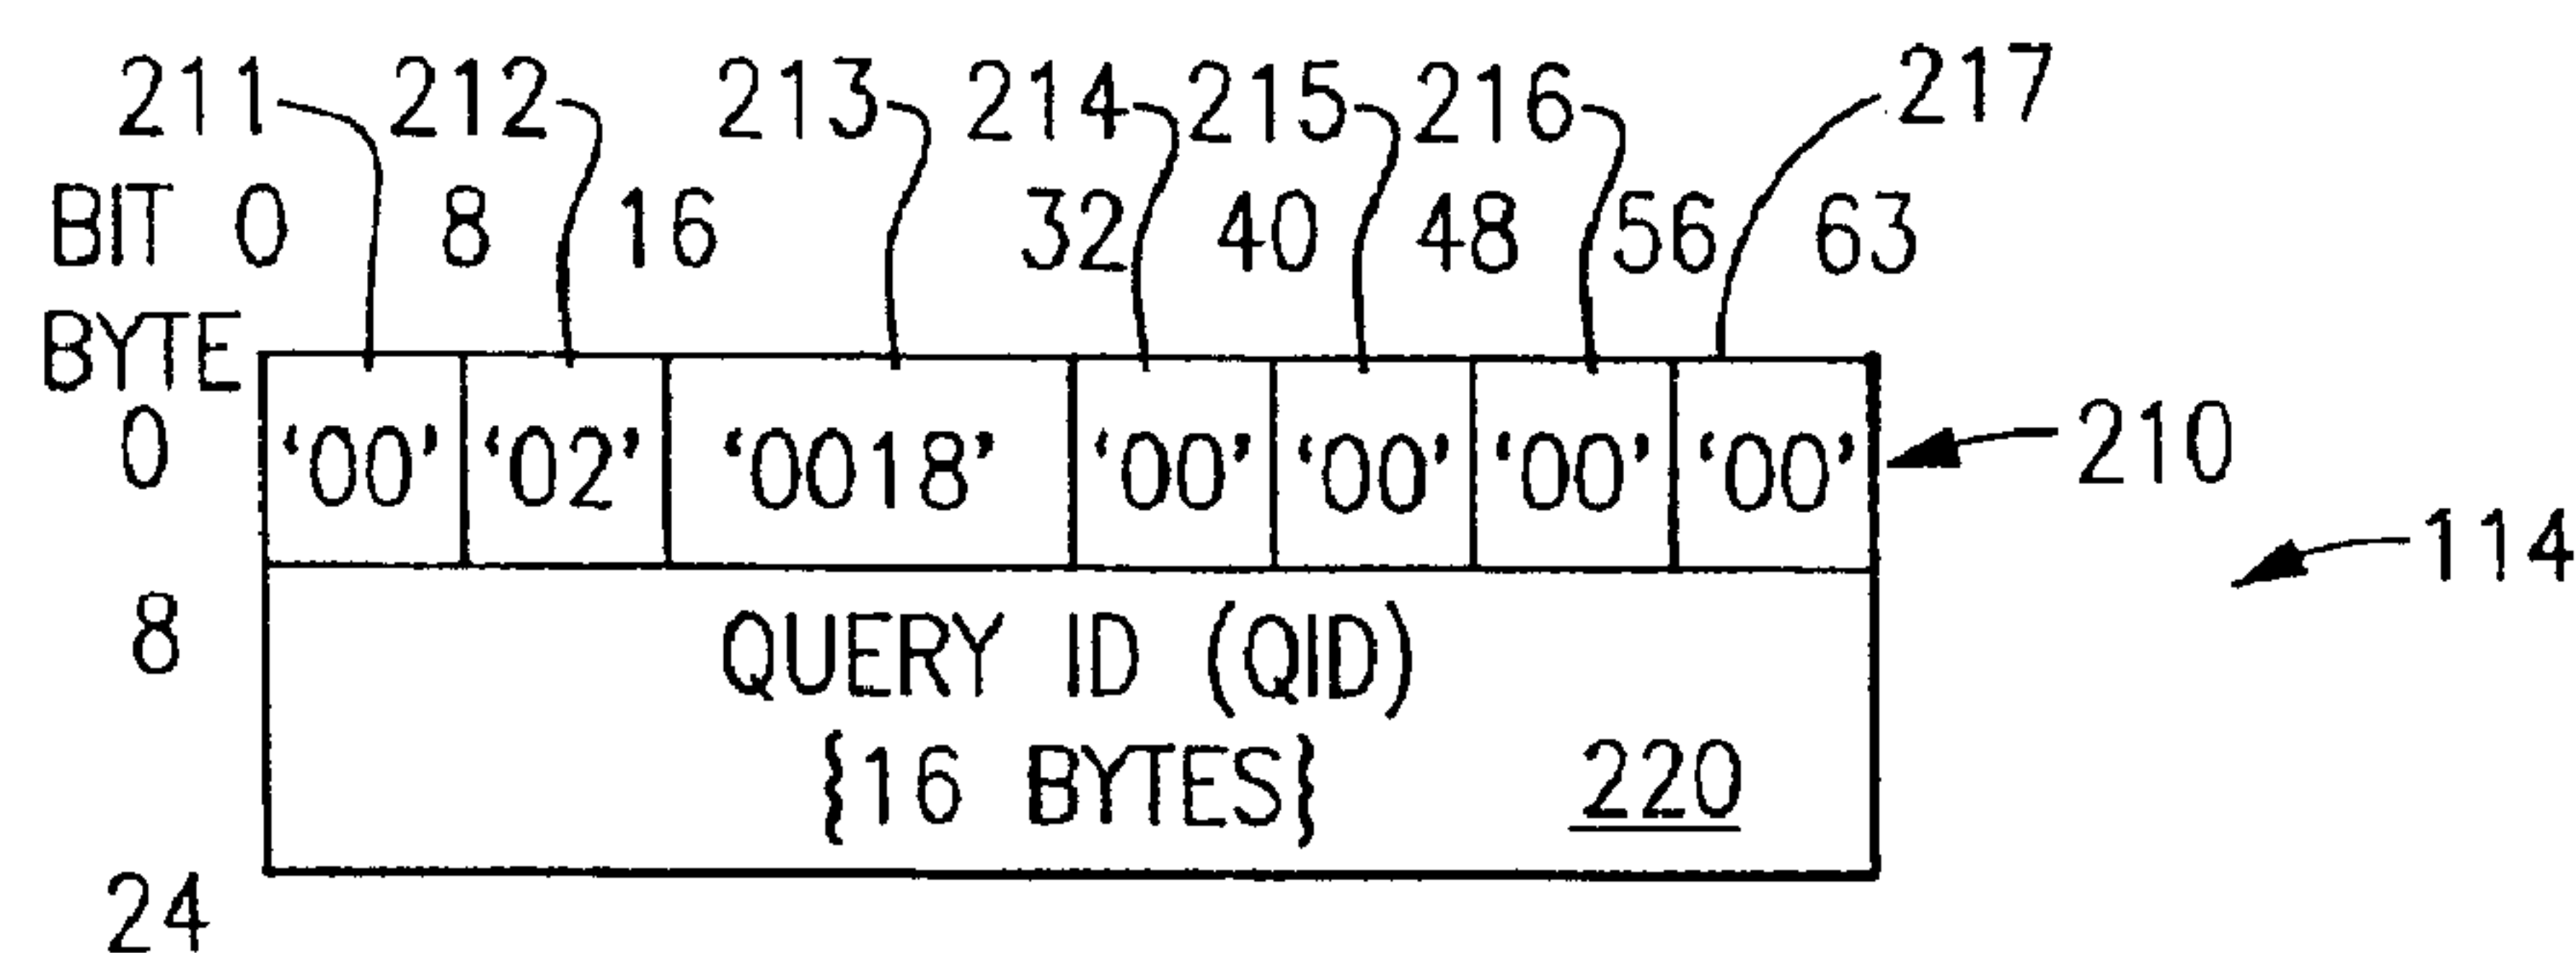 211 212 213 214 215 216 217
BIT 0 8 16 32 40 48 56 63
BYTE
0 ‘00’ ‘02’ ‘0018’ ‘00’ ‘00’ ‘00’ ‘00’ 210
114
8 QUERY ID (QID)
{16 BYTES} 220
24